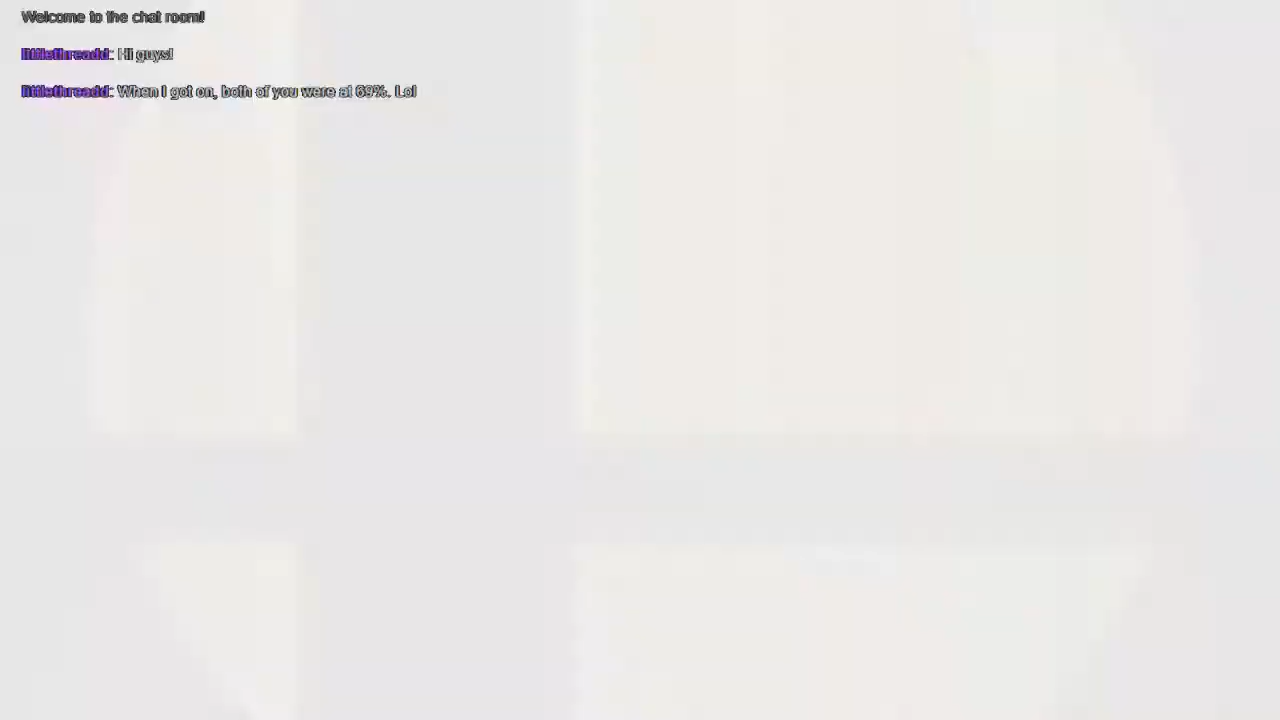 Welcome to the chat room!
littlethreadd: Hi guys!
littlethreadd: When I got on, both of you were at 69%. Lol